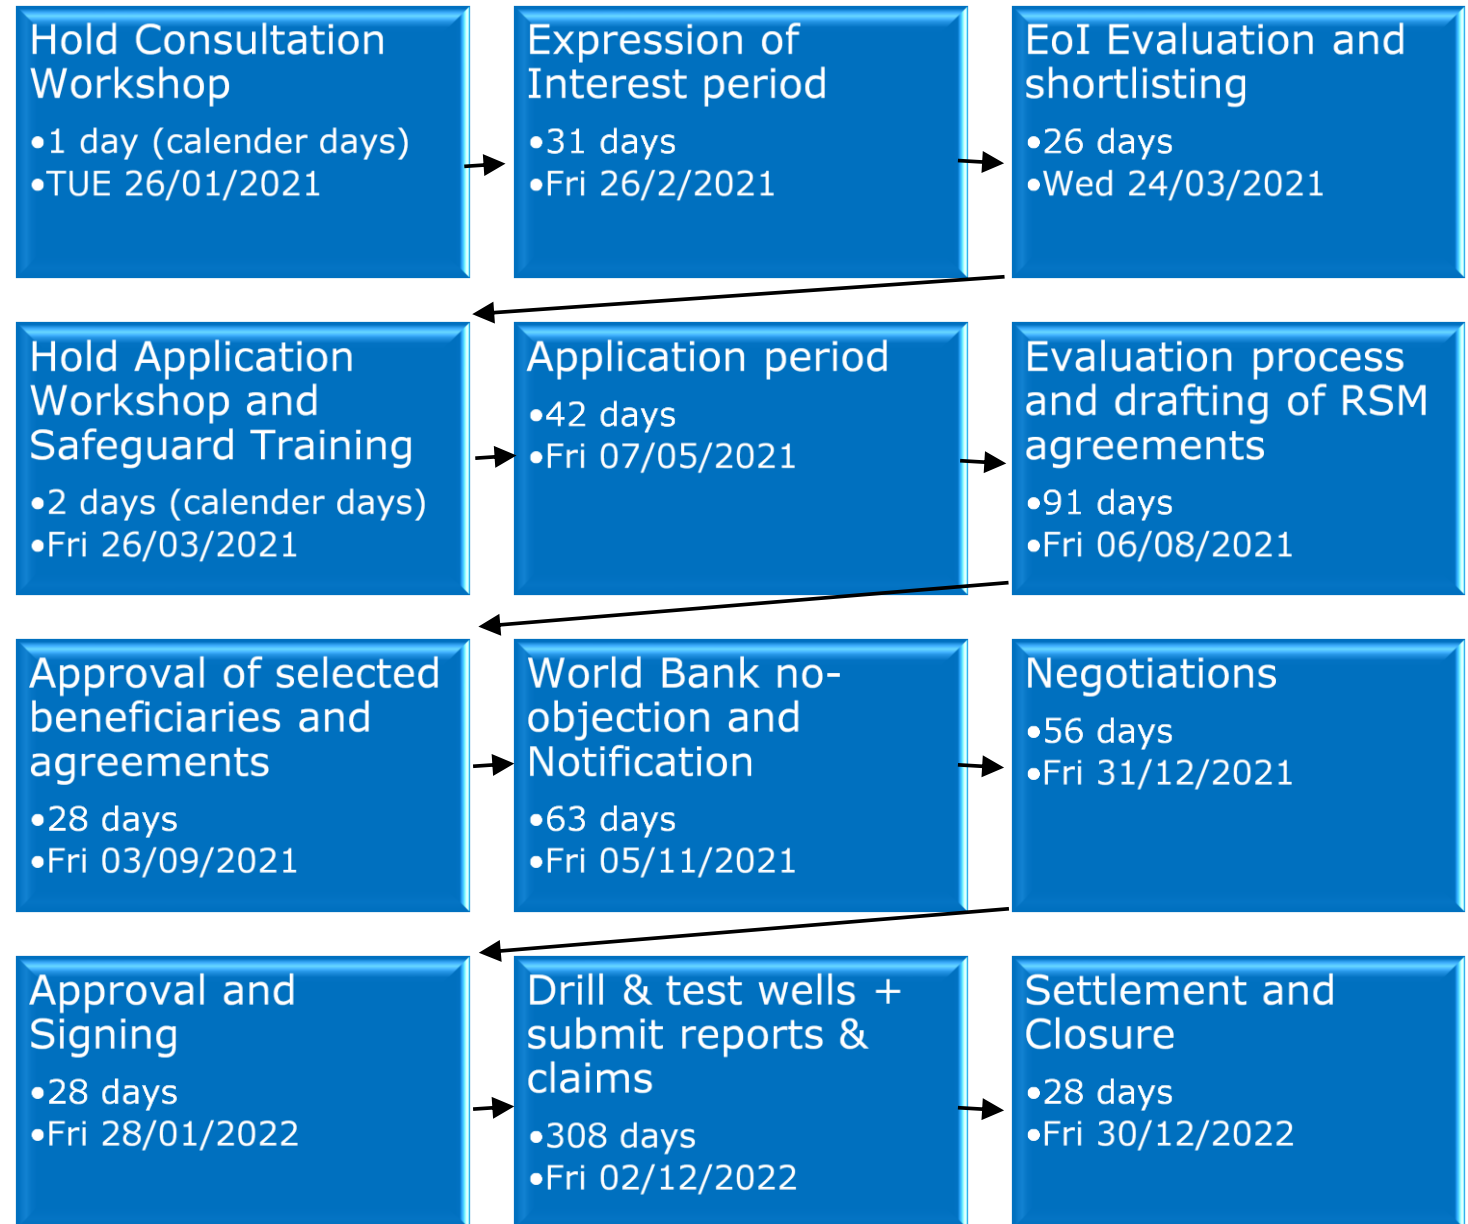 Hold Consultation
Workshop
•1 day (calender days)
•TUE 26/01/2021
Expression of
Interest period
•31 days
•Fri 26/2/2021
EoI Evaluation and
shortlisting
•26 days
•Wed 24/03/2021
Hold Application
Workshop and
Safeguard Training
•2 days (calender days)
•Fri 26/03/2021
Application period
•42 days
•Fri 07/05/2021
Evaluation process
and drafting of RSM
agreements
•91 days
•Fri 06/08/2021
Approval of selected
beneficiaries and
agreements
•28 days
•Fri 03/09/2021
World Bank no-
objection and
Notification
•63 days
•Fri 05/11/2021
Negotiations
•56 days
•Fri 31/12/2021
Approval and
Signing
•28 days
•Fri 28/01/2022
Drill & test wells +
submit reports &
claims
•308 days
•Fri 02/12/2022
Settlement and
Closure
•28 days
•Fri 30/12/2022